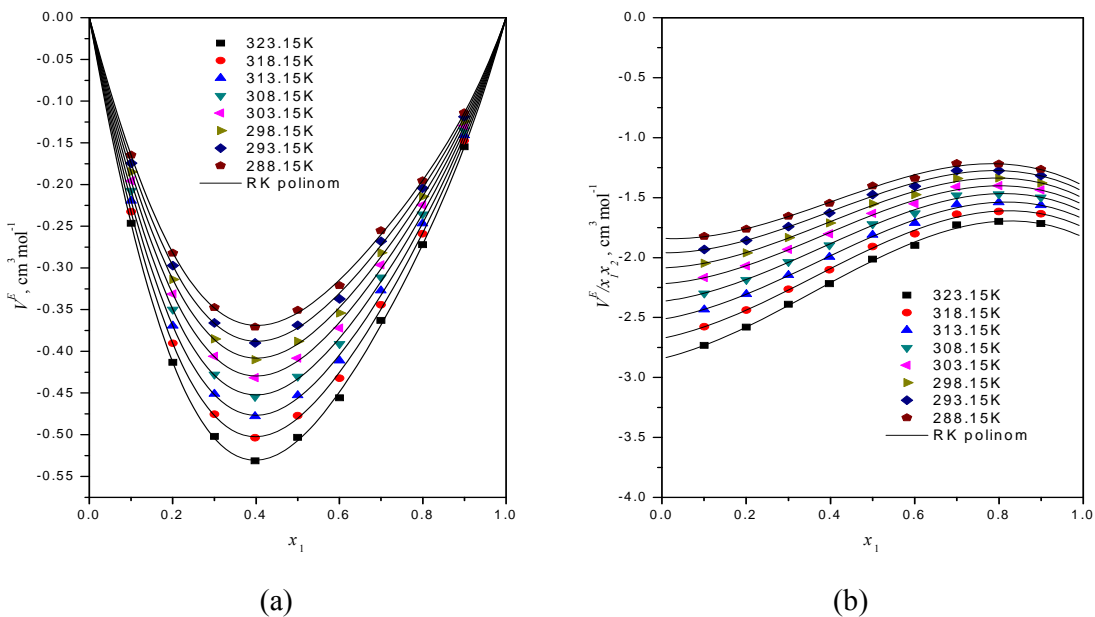 0.00
-0.05
-0.10
-0.15
-0.20
-0.25
-0.30
-0.35
-0.40
-0.45
-0.50
-0.55
V^E, cm^3 mol^-1
323.15K
318.15K
313.15K
308.15K
303.15K
298.15K
293.15K
288.15K
RK polinom
0.0 0.2 0.4 0.6 0.8 1.0
x_1
(a)
0.0
-0.5
-1.0
-1.5
-2.0
-2.5
-3.0
-3.5
-4.0
V^E/x_1x_2, cm^3 mol^-1
323.15K
318.15K
313.15K
308.15K
303.15K
298.15K
293.15K
288.15K
RK polinom
0.0 0.2 0.4 0.6 0.8 1.0
x_1
(b)